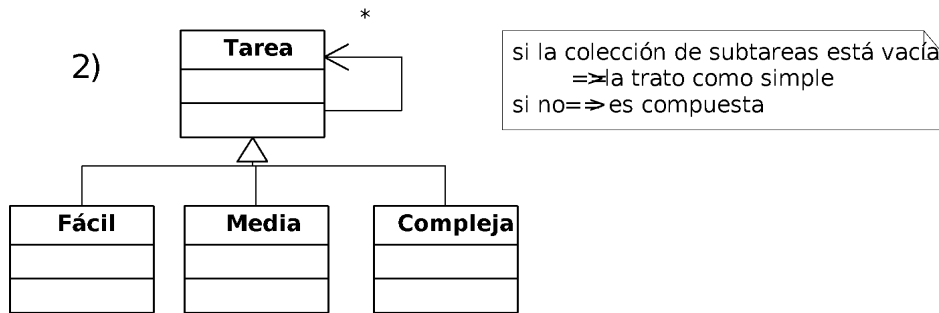 *
2)
Tarea
si la colección de subtareas está vacía
=>la trato como simple
si no=> es compuesta
Fácil
Media
Compleja